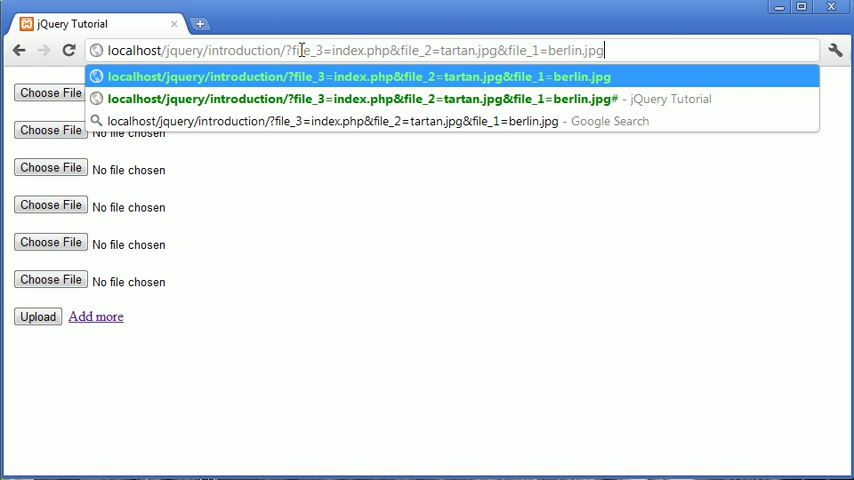 jQuery Tutorial
localhost/jquery/introduction/?file_3=index.php&file_2=tartan.jpg&file_1=berlin.jpg
localhost/jquery/introduction/?file_3=index.php&file_2=tartan.jpg&file_1=berlin.jpg
Choose File
localhost/jquery/introduction/?file_3=index.php&file_2=tartan.jpg&file_1=berlin.jpg# - jQuery Tutorial
localhost/jquery/introduction/?file_3=index.php&file_2=tartan.jpg&file_1=berlin.jpg - Google Search
Choose File No file chosen
Choose File No file chosen
Choose File No file chosen
Choose File No file chosen
Choose File No file chosen
Upload Add more